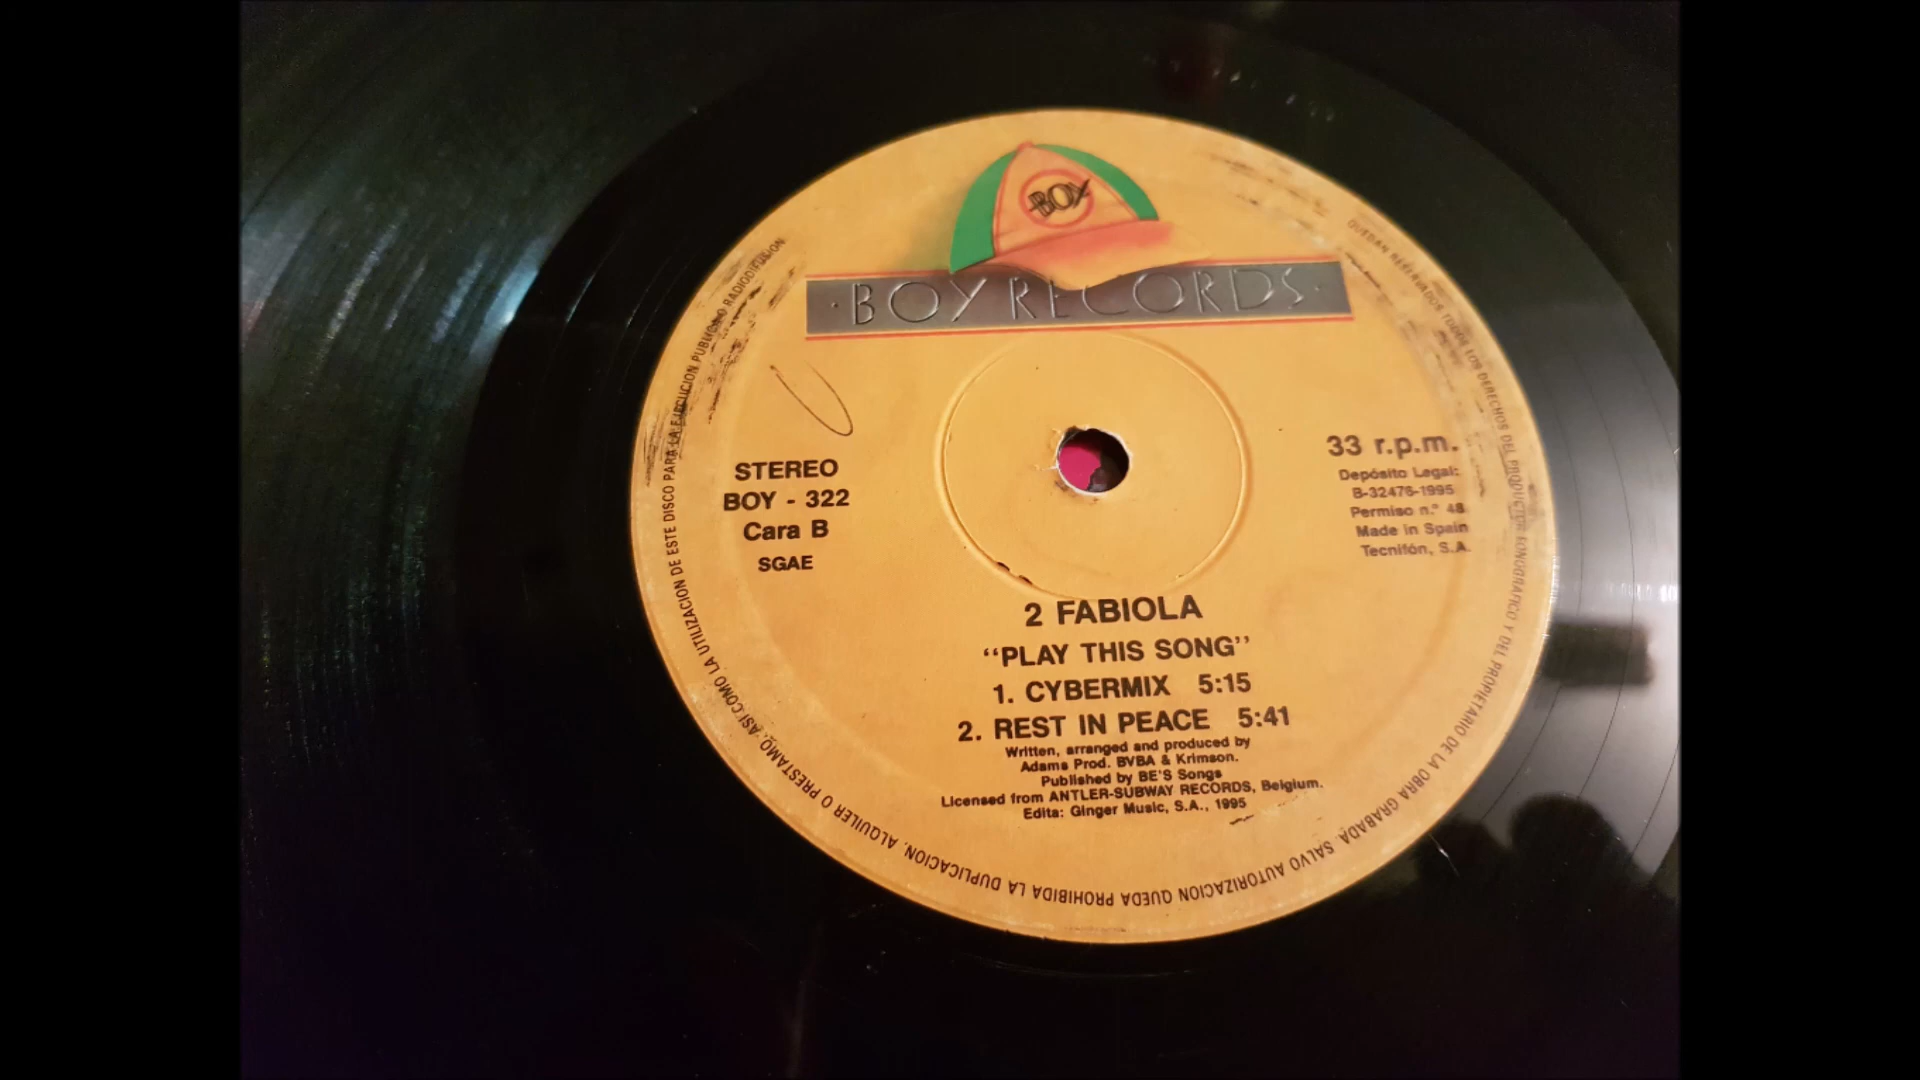 BOY
·BOY RECORDS·
STEREO
BOY - 322
Cara B
SGAE
33 r.p.m.
Depósito Legal:
B-32476-1995
Permiso n.º 48
Made in Spain
Tecnifón, S.A.
2 FABIOLA
“PLAY THIS SONG”
1. CYBERMIX 5:15
2. REST IN PEACE 5:41
Written, arranged and produced by
Adams Prod. BVBA & Krimson.
Published by BE'S Songs
Licensed from ANTLER-SUBWAY RECORDS, Belgium.
Edita: Ginger Music, S.A., 1995
QUEDAN RESERVADOS TODOS LOS DERECHOS DEL PRODUCTOR FONOGRAFICO Y DEL PROPIETARIO DE LA OBRA GRABADA. SALVO AUTORIZACION QUEDA PROHIBIDA LA DUPLICACION, ALQUILER O PRESTAMO, ASI COMO LA UTILIZACION DE ESTE DISCO PARA LA EJECUCION PUBLICA O RADIODIFUSION